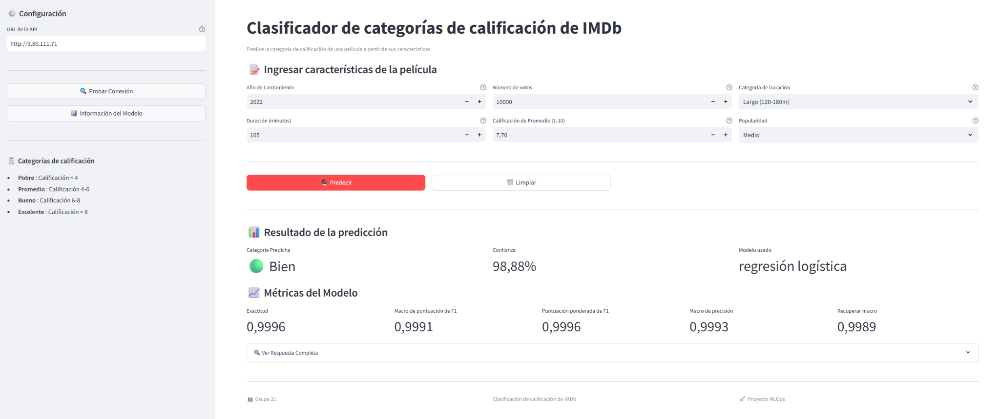 Configuración
URL de la API
http://3.80.111.71
Probar Conexión
Información del Modelo
Categorías de calificación
Pobre : Calificación < 4
Promedio : Calificación 4-6
Bueno : Calificación 6-8
Excelente : Calificación > 8
Clasificador de categorías de calificación de IMDb
Predice la categoría de calificación de una película a partir de sus características.
Ingresar características de la película
Año de Lanzamiento
2022
Número de votos
10000
Categoría de Duración
Largo (120-180m)
Duración (minutos)
105
Calificación de Promedio (1-10)
7,70
Popularidad
Medio
Predecir
Limpiar
Resultado de la predicción
Categoría Predicha
Bien
Confianza
98,88%
Modelo usado
regresión logística
Métricas del Modelo
Exactitud
0,9996
Macro de puntuación de F1
0,9991
Puntuación ponderada de F1
0,9996
Macro de precisión
0,9993
Recuperar macro
0,9989
Ver Respuesta Completa
Grupo 21
Clasificación de calificación de IMDb
Proyecto MLOps